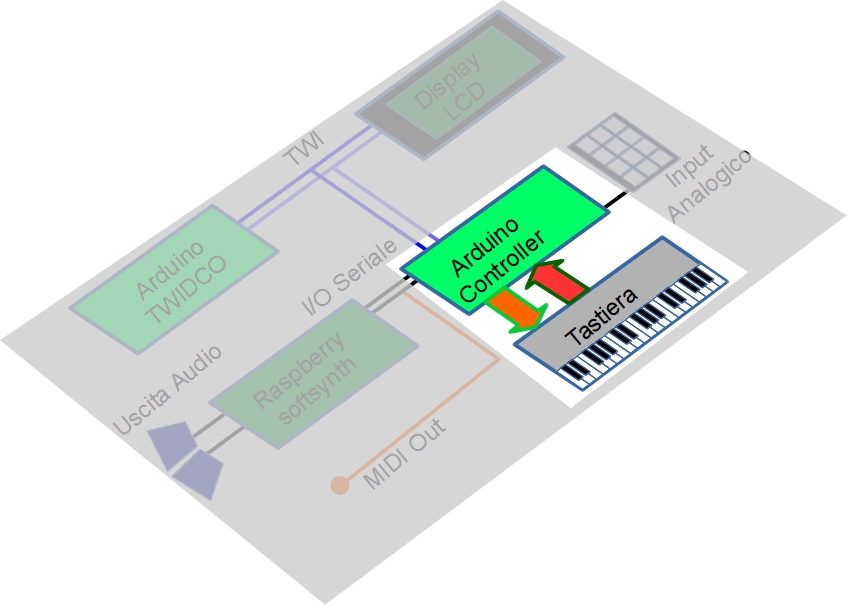 Display
LCD
TWI
Input
Analogico
Arduino
Controller
Arduino
TWIDCO
I/O Seriale
Tastiera
Uscita Audio
Raspberry
softsynth
MIDI Out